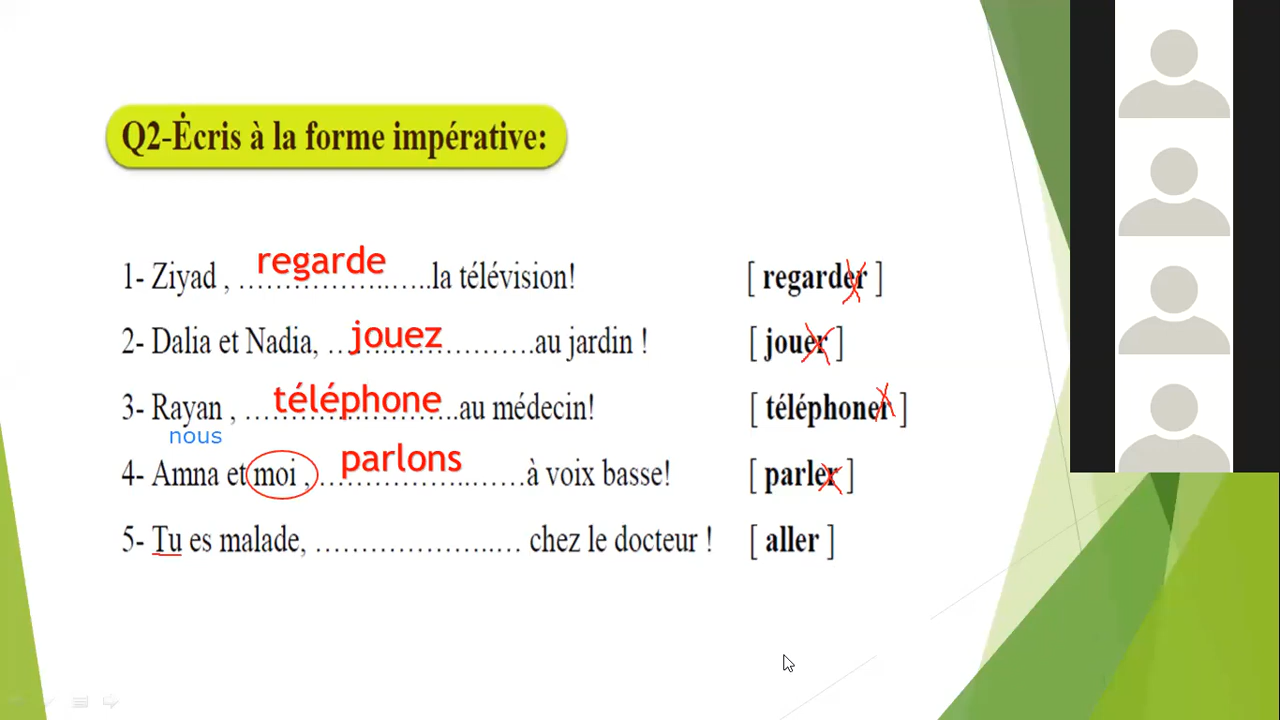 Q2-Écris à la forme impérative:
1- Ziyad , regarde ……………..…..la télévision! [ regarder ]
2- Dalia et Nadia, jouez ………………….au jardin ! [ jouer ]
3- Rayan , téléphone …………………..au médecin! [ téléphoner ]
nous
4- Amna et moi , parlons ……………..……à voix basse! [ parler ]
5- Tu es malade, ………………..… chez le docteur ! [ aller ]